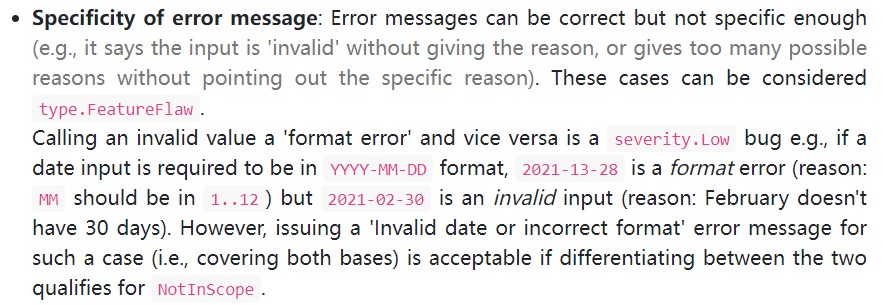 • Specificity of error message: Error messages can be correct but not specific enough
(e.g., it says the input is 'invalid' without giving the reason, or gives too many possible
reasons without pointing out the specific reason). These cases can be considered
type.FeatureFlaw.
Calling an invalid value a 'format error' and vice versa is a severity.Low bug e.g., if a
date input is required to be in YYYY-MM-DD format, 2021-13-28 is a format error (reason:
MM should be in 1..12) but 2021-02-30 is an invalid input (reason: February doesn't
have 30 days). However, issuing a 'Invalid date or incorrect format' error message for
such a case (i.e., covering both bases) is acceptable if differentiating between the two
qualifies for NotInScope.